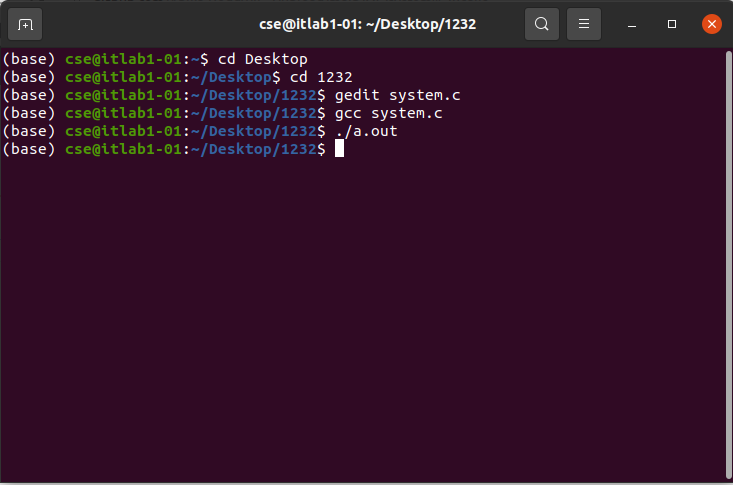 cse@itlab1-01: ~/Desktop/1232
(base) cse@itlab1-01:~$ cd Desktop
(base) cse@itlab1-01:~/Desktop$ cd 1232
(base) cse@itlab1-01:~/Desktop/1232$ gedit system.c
(base) cse@itlab1-01:~/Desktop/1232$ gcc system.c
(base) cse@itlab1-01:~/Desktop/1232$ ./a.out
(base) cse@itlab1-01:~/Desktop/1232$